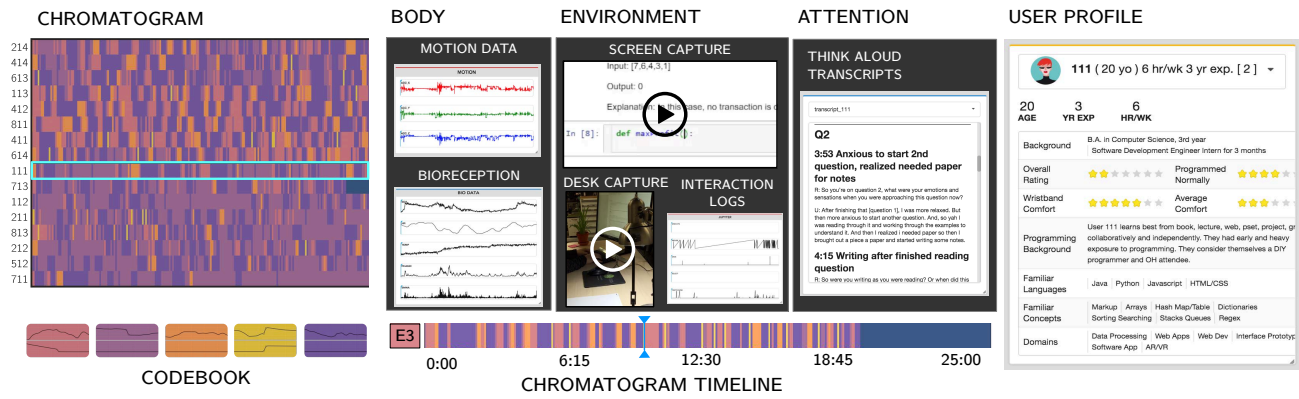 CHROMATOGRAM
214
414
613
113
412
811
411
614
111
713
112
211
813
212
512
711
CODEBOOK
BODY
MOTION DATA
MOTION
BIORECEPTION
BIO DATA
ENVIRONMENT
SCREEN CAPTURE
Input: [7,6,4,3,1]
Output: 0
Explanation: In this case, no transaction is d
In [8]:
DESK CAPTURE
INTERACTION
LOGS
ATTENTION
THINK ALOUD
TRANSCRIPTS
transcript_111
Q2
3:53 Anxious to start 2nd
question, realized needed paper
for notes
R: So you're on question 2, what were your emotions and
sensations when you were approaching this question now?
U: After finishing that [question 1], I was more relaxed. But
then more anxious to start another question. And, so yah I
was reading through it and working through the examples to
understand it. And then I realized i needed paper so then I
brought out a piece a paper and started writing some notes.
4:15 Writing after finished reading
question
R: So were you writing as you were reading? Or when did this
E3
0:00
6:15
12:30
18:45
25:00
CHROMATOGRAM TIMELINE
USER PROFILE
111 ( 20 yo ) 6 hr/wk 3 yr exp. [ 2 ]
20
AGE
3
YR EXP
6
HR/WK
Background
B.A. in Computer Science, 3rd year
Software Development Engineer Intern for 3 months
Overall
Rating
Programmed
Normally
Wristband
Comfort
Average
Comfort
Programming
Background
User 111 learns best from book, lecture, web, pset, project, gr
collaboratively and independently. They had early and heavy
exposure to programming. They consider themselves a DIY
programmer and OH attendee.
Familiar
Languages
Java Python Javascript HTML/CSS
Familiar
Concepts
Markup Arrays Hash Map/Table Dictionaries
Sorting Searching Stacks Queues Regex
Domains
Data Processing Web Apps Web Dev Interface Prototyp
Software App AR/VR